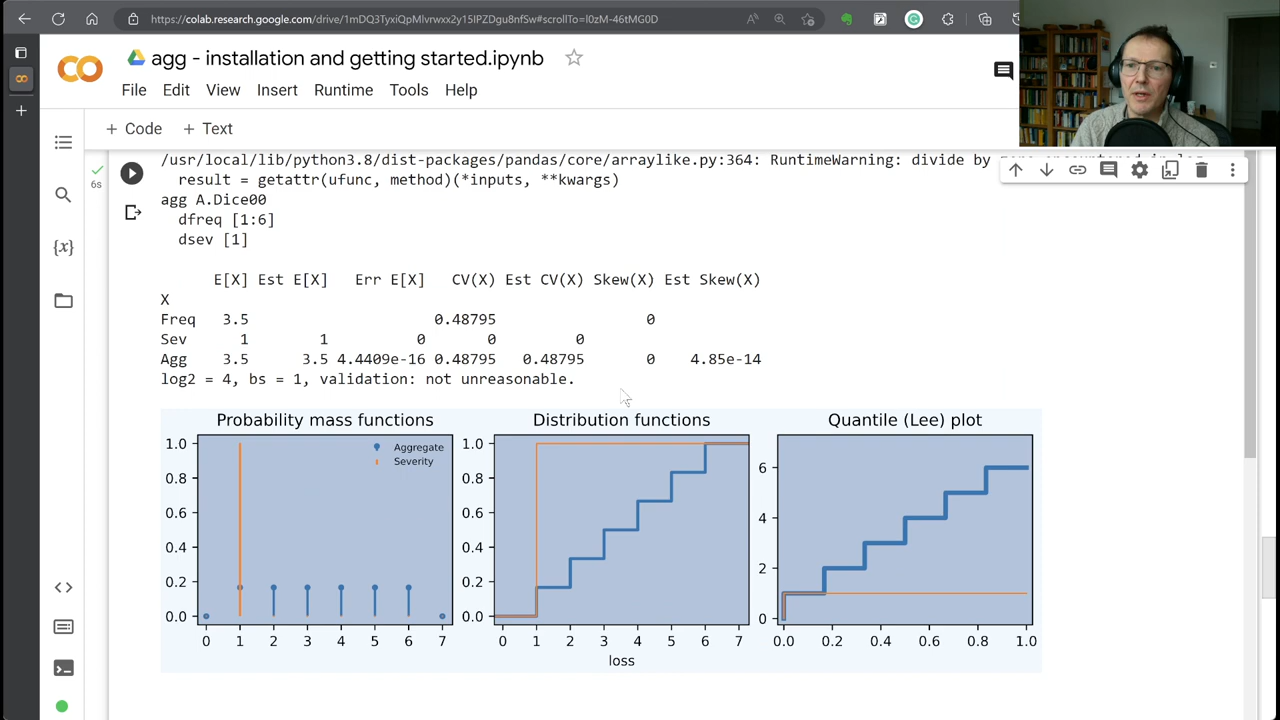 https://colab.research.google.com/drive/1mDQ3TyxiQpMlvrwxx2y15IPZDgu8nfSw#scrollTo=l0zM-46tMG0D
agg - installation and getting started.ipynb
File Edit View Insert Runtime Tools Help
+ Code + Text
6s
/usr/local/lib/python3.8/dist-packages/pandas/core/arraylike.py:364: RuntimeWarning: divide by
result = getattr(ufunc, method)(*inputs, **kwargs)
agg A.Dice00
dfreq [1:6]
dsev [1]
E[X] Est E[X] Err E[X] CV(X) Est CV(X) Skew(X) Est Skew(X)
X
Freq 3.5 0.48795 0
Sev 1 1 0 0 0
Agg 3.5 3.5 4.4409e-16 0.48795 0.48795 0 4.85e-14
log2 = 4, bs = 1, validation: not unreasonable.
Probability mass functions
Aggregate
Severity
1.0
0.8
0.6
0.4
0.2
0.0
0 1 2 3 4 5 6 7
Distribution functions
1.0
0.8
0.6
0.4
0.2
0.0
0 1 2 3 4 5 6 7
loss
Quantile (Lee) plot
6
4
2
0
0.0 0.2 0.4 0.6 0.8 1.0